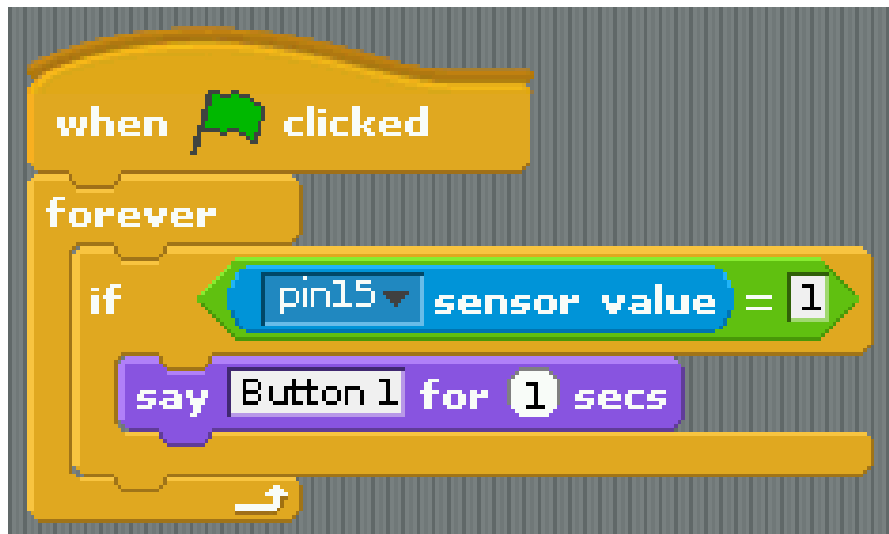 when clicked
forever
if pin15 sensor value = 1
say Button 1 for 1 secs